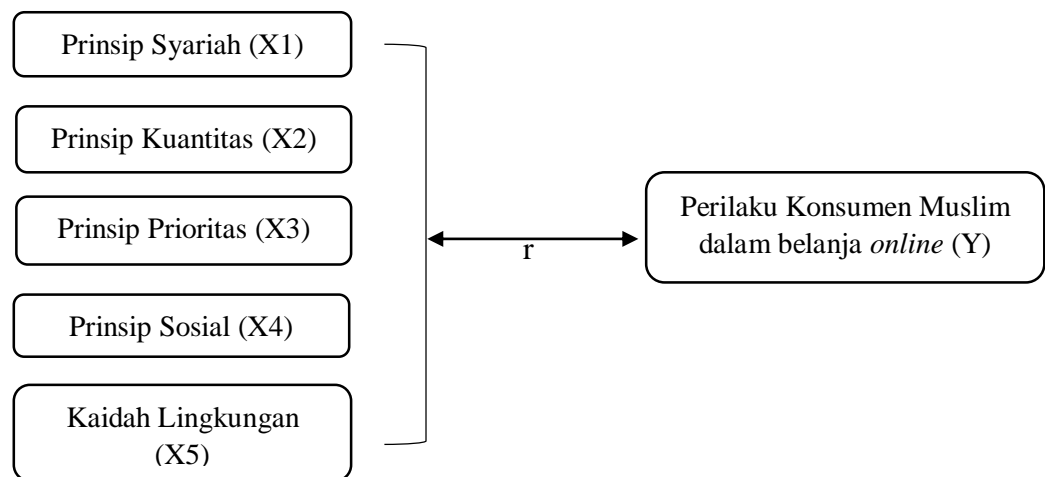 Prinsip Syariah (X1)
Prinsip Kuantitas (X2)
Prinsip Prioritas (X3)
Prinsip Sosial (X4)
Kaidah Lingkungan
(X5)
r
Perilaku Konsumen Muslim
dalam belanja online (Y)